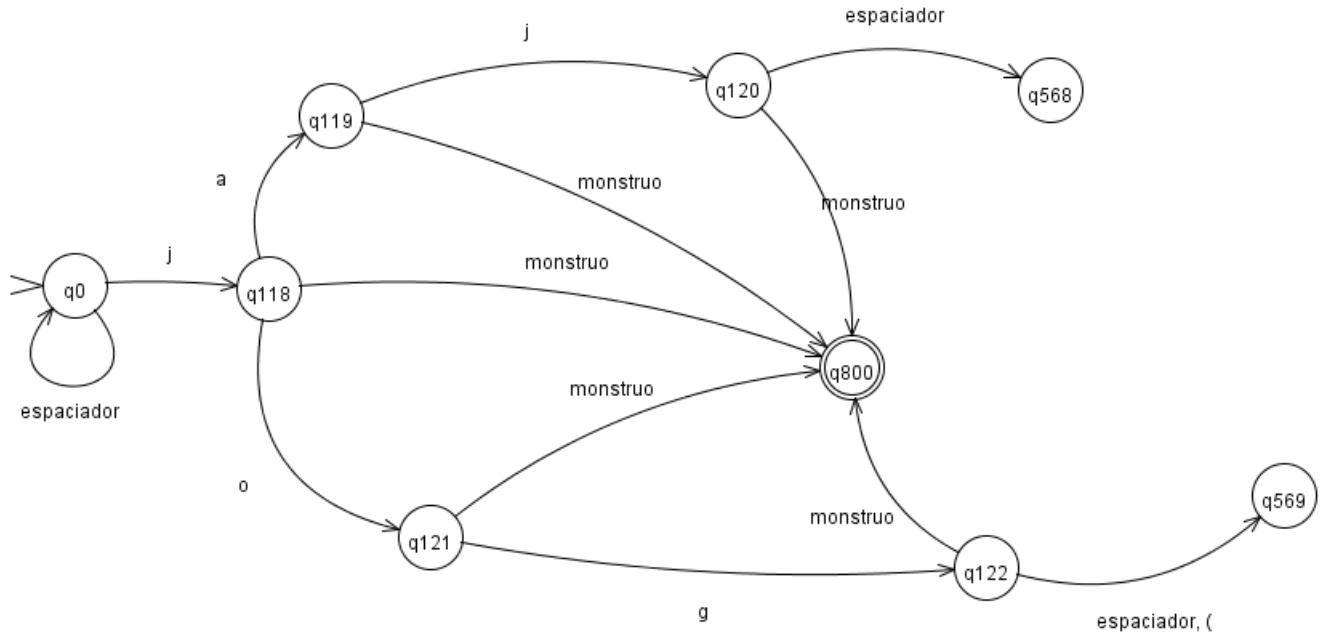 espaciador
j
q120
q568
q119
a
monstruo
monstruo
j
monstruo
q0
q118
q800
monstruo
espaciador
o
q569
monstruo
q121
q122
g
espaciador, (